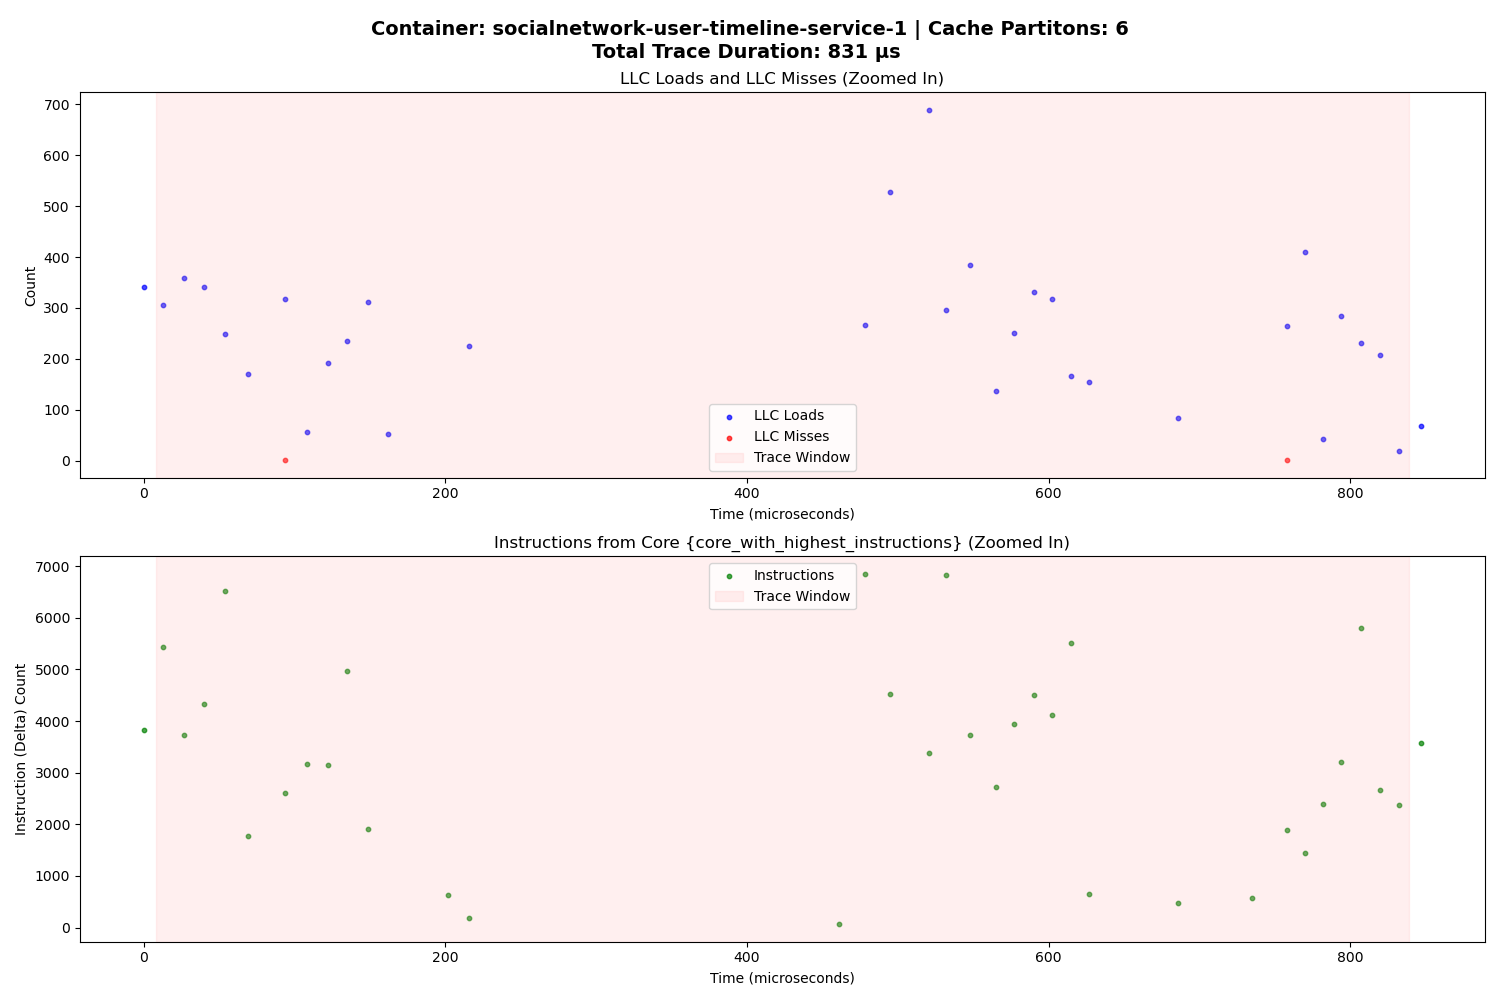 Container: socialnetwork-user-timeline-service-1 | Cache Partitons: 6
Total Trace Duration: 831 µs
LLC Loads and LLC Misses (Zoomed In)
Count
700
600
500
400
300
200
100
0
LLC Loads
LLC Misses
Trace Window
0 200 400 600 800
Time (microseconds)
Instructions from Core {core_with_highest_instructions} (Zoomed In)
Instruction (Delta) Count
7000
6000
5000
4000
3000
2000
1000
0
Instructions
Trace Window
0 200 400 600 800
Time (microseconds)